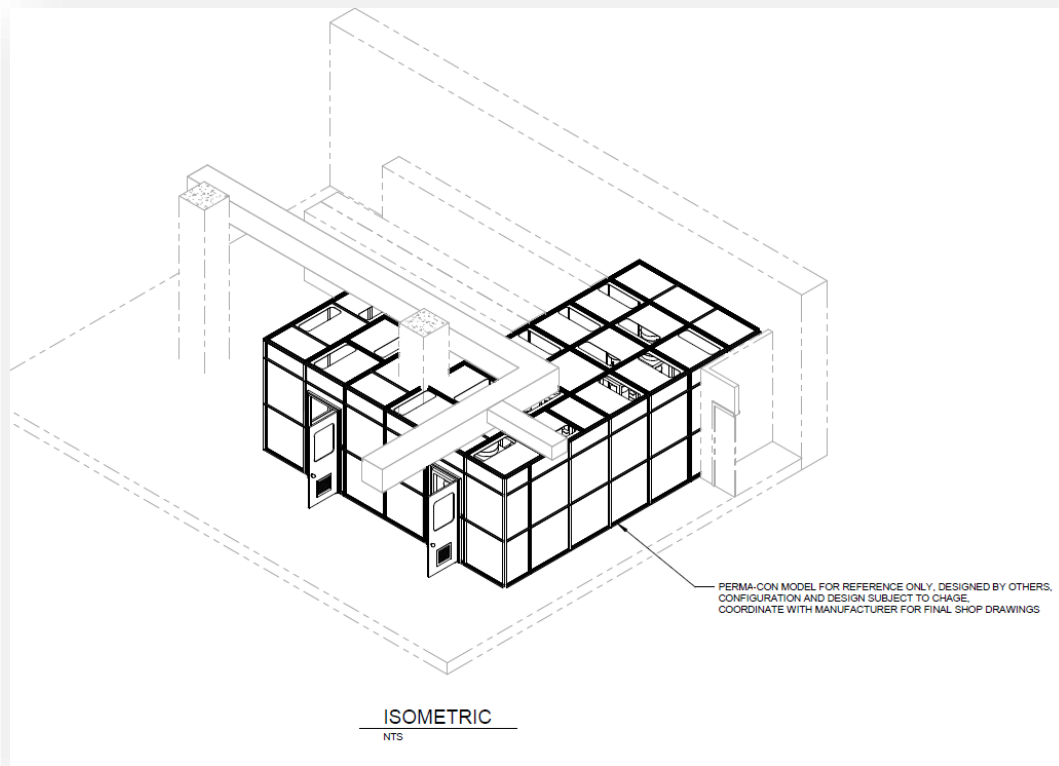 PERMA-CON MODEL FOR REFERENCE ONLY, DESIGNED BY OTHERS,
CONFIGURATION AND DESIGN SUBJECT TO CHAGE,
COORDINATE WITH MANUFACTURER FOR FINAL SHOP DRAWINGS
ISOMETRIC
NTS